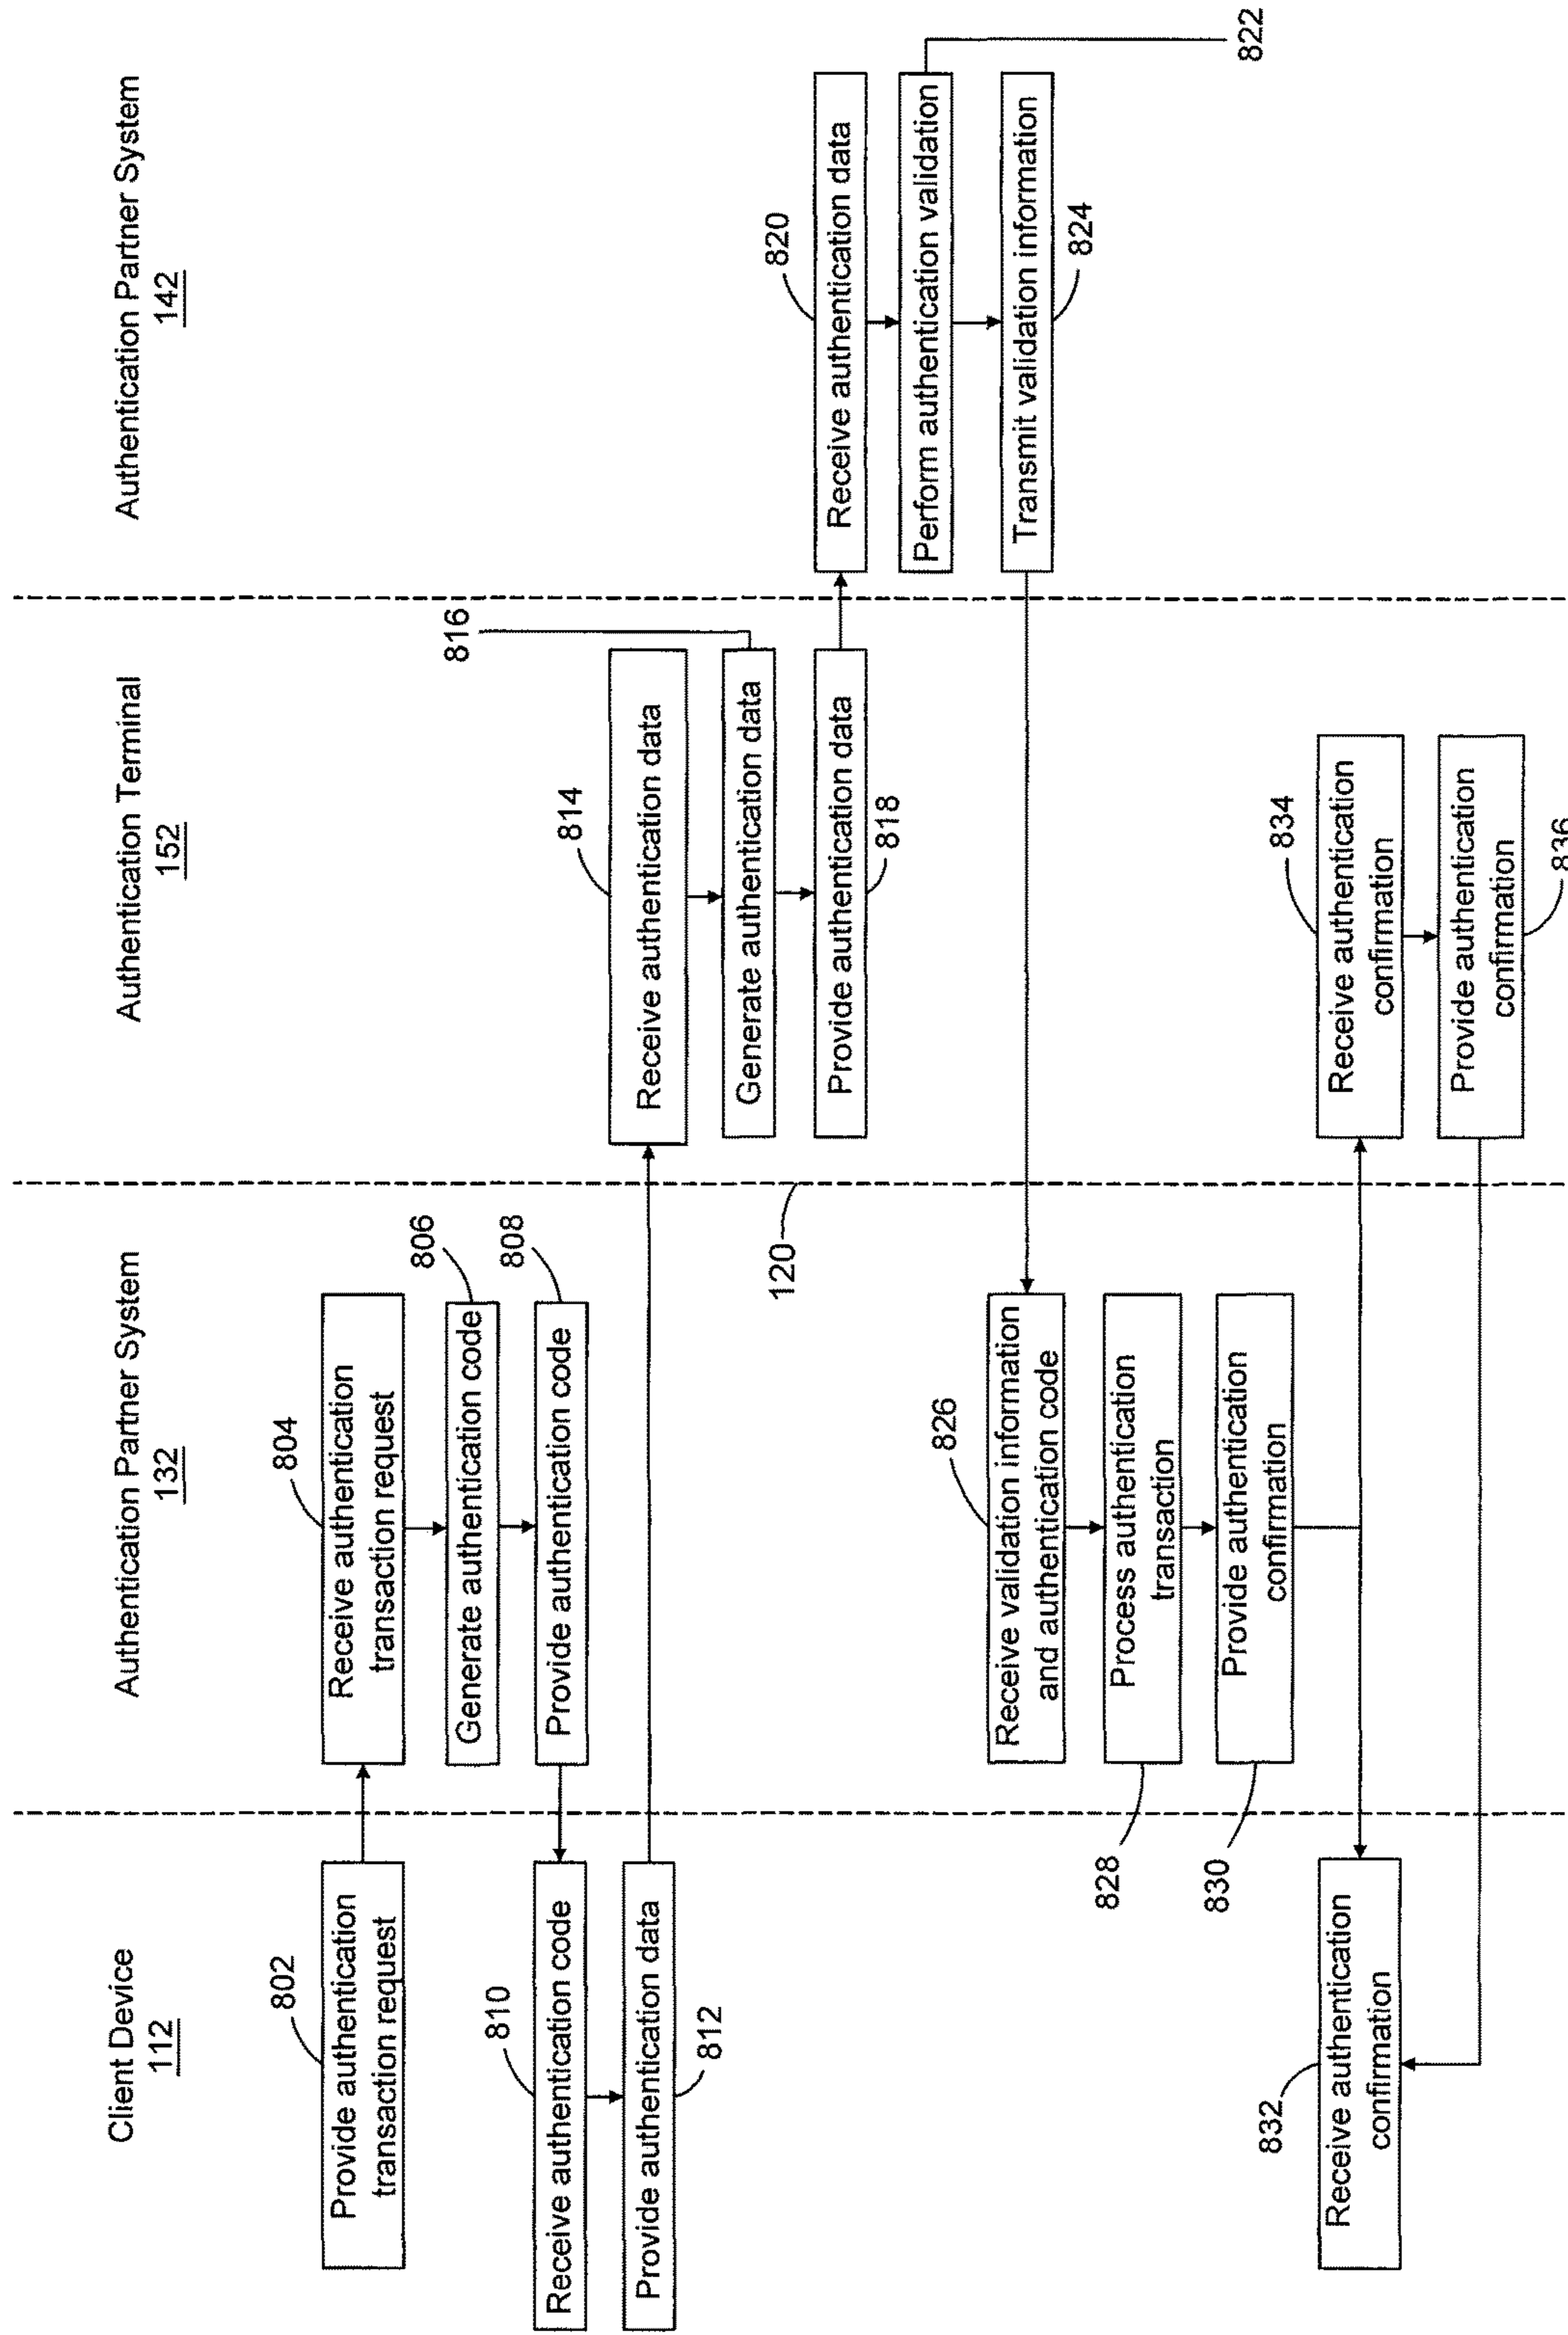 Client Device
112
Authentication Partner System
132
Authentication Terminal
152
Authentication Partner System
142
802
Provide authentication
transaction request
804
Receive authentication
transaction request
806
Generate authentication code
808
Provide authentication code
810
Receive authentication code
Provide authentication data
812
814
Receive authentication data
816
Generate authentication data
Provide authentication data
818
820
Receive authentication data
Perform authentication validation
822
Transmit validation information
824
120
826
Receive validation information
and authentication code
Process authentication
transaction
828
Provide authentication
confirmation
830
832
Receive authentication
confirmation
834
Receive authentication
confirmation
Provide authentication
confirmation
836